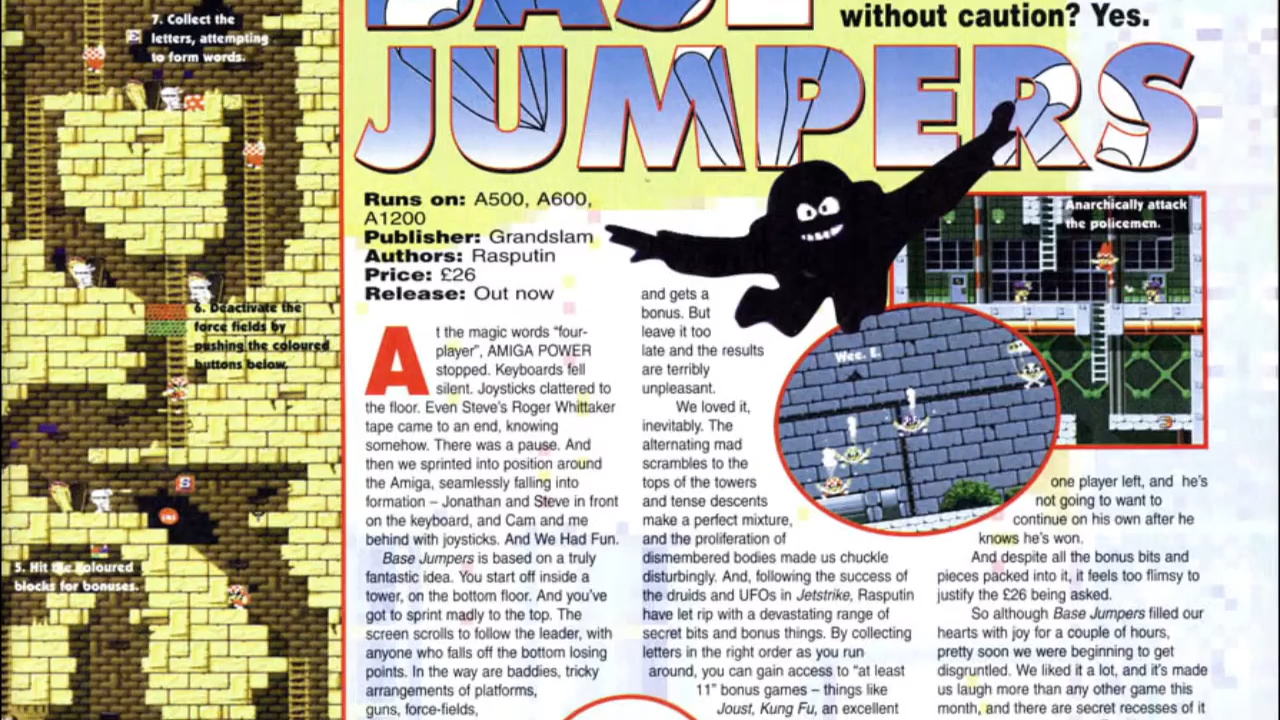 7. Collect the
letters, attempting
to form words.
6. Deactivate the
force fields by
pushing the coloured
buttons below.
5. Hit the coloured
blocks for bonuses.
BASE
without caution? Yes.
JUMPERS
Runs on: A500, A600,
A1200
Publisher: Grandslam
Authors: Rasputin
Price: £26
Release: Out now
At the magic words “four-
player”, AMIGA POWER
stopped. Keyboards fell
silent. Joysticks clattered to
the floor. Even Steve's Roger Whittaker
tape came to an end, knowing
somehow. There was a pause. And
then we sprinted into position around
the Amiga, seamlessly falling into
formation – Jonathan and Steve in front
on the keyboard, and Cam and me
behind with joysticks. And We Had Fun.
Base Jumpers is based on a truly
fantastic idea. You start off inside a
tower, on the bottom floor. And you've
got to sprint madly to the top. The
screen scrolls to follow the leader, with
anyone who falls off the bottom losing
points. In the way are baddies, tricky
arrangements of platforms,
guns, force-fields,
and gets a
bonus. But
leave it too
late and the results
are terribly
unpleasant.
We loved it,
inevitably. The
alternating mad
scrambles to the
tops of the towers
and tense descents
make a perfect mixture,
and the proliferation of
dismembered bodies made us chuckle
disturbingly. And, following the success of
the druids and UFOs in Jetstrike, Rasputin
have let rip with a devastating range of
secret bits and bonus things. By collecting
letters in the right order as you run
around, you can gain access to “at least
11” bonus games – things like
Joust, Kung Fu, an excellent
Anarchically attack
the policemen.
Wee. E.
one player left, and he's
not going to want to
continue on his own after he
knows he's won.
And despite all the bonus bits and
pieces packed into it, it feels too flimsy to
justify the £26 being asked.
So although Base Jumpers filled our
hearts with joy for a couple of hours,
pretty soon we were beginning to get
disgruntled. We liked it a lot, and it's made
us laugh more than any other game this
month, and there are secret recesses of it